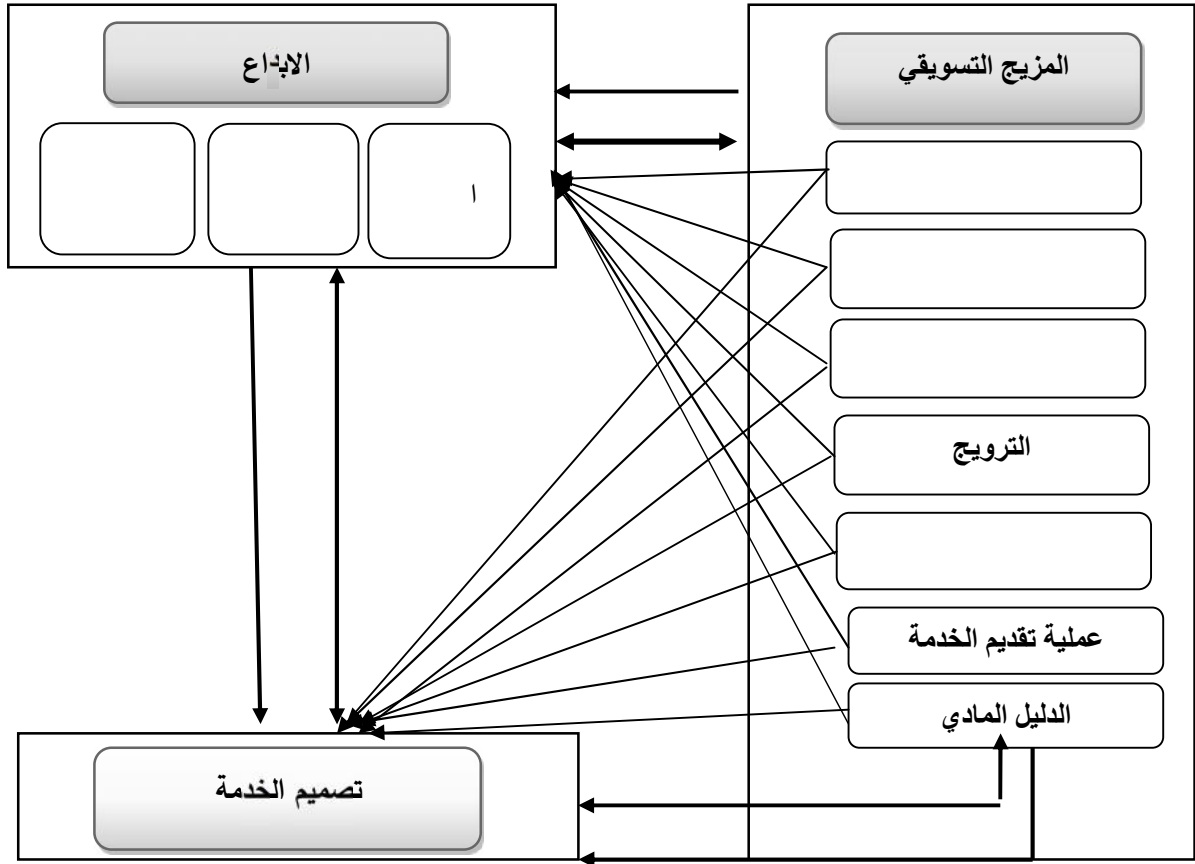 المزيج التسويقي
الابداع
ا
الترويج
عملية تقديم الخدمة
الدليل المادي
تصميم الخدمة